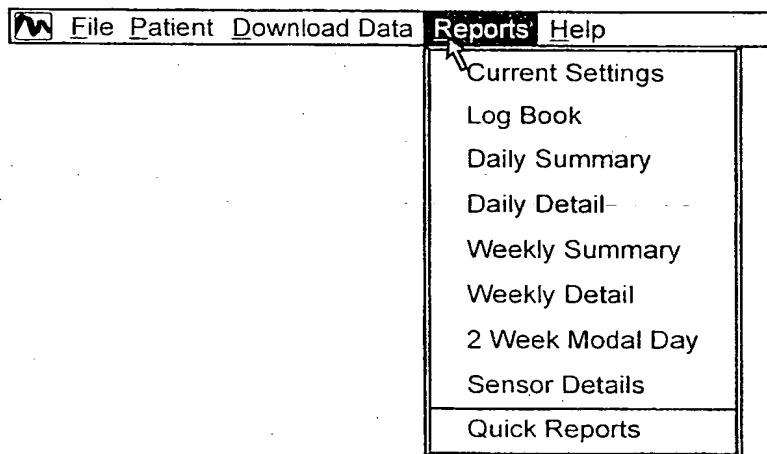 File Patient Download Data Reports Help
Current Settings
Log Book
Daily Summary
Daily Detail
Weekly Summary
Weekly Detail
2 Week Modal Day
Sensor Details
Quick Reports